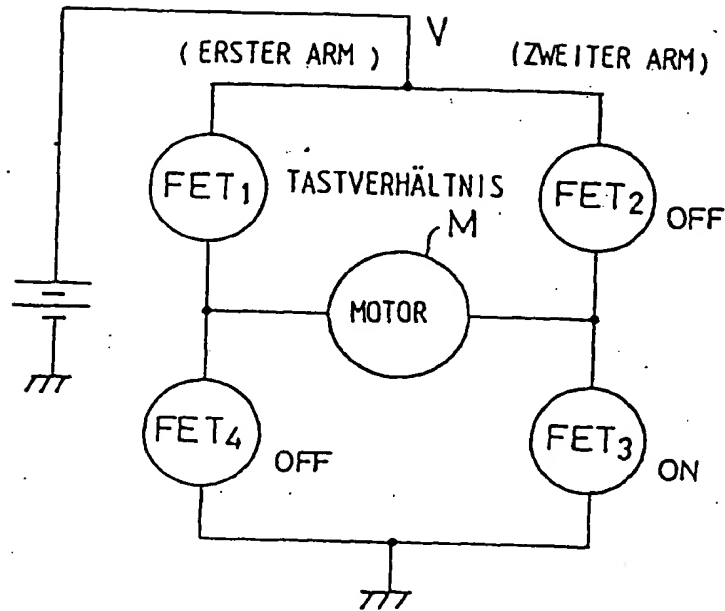 V
( ERSTER ARM ) (ZWEITER ARM)
FET1 TASTVERHÄLTNIS FET2 OFF
M
MOTOR
FET4 OFF FET3 ON